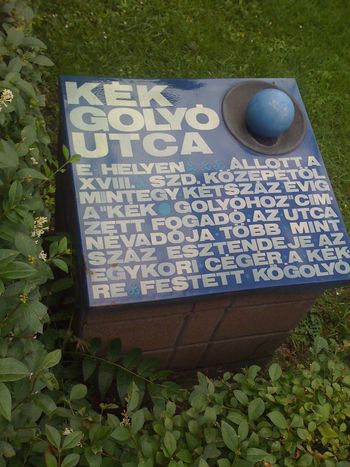 KÉK
GOLYÓ
UTCA
E HELYEN ÁLLOTT A
XVIII. SZD. KÖZEPÉTŐL
MINTEGY KÉTSZÁZ ÉVIG
A "KÉK GOLYÓHOZ" CÍM-
ZETT FOGADÓ. AZ UTCA
NÉVADÓJA TÖBB MINT
SZÁZ ESZTENDEJE AZ
EGYKORI CÉGÉR, A KÉK-
RE FESTETT KŐGOLYÓ